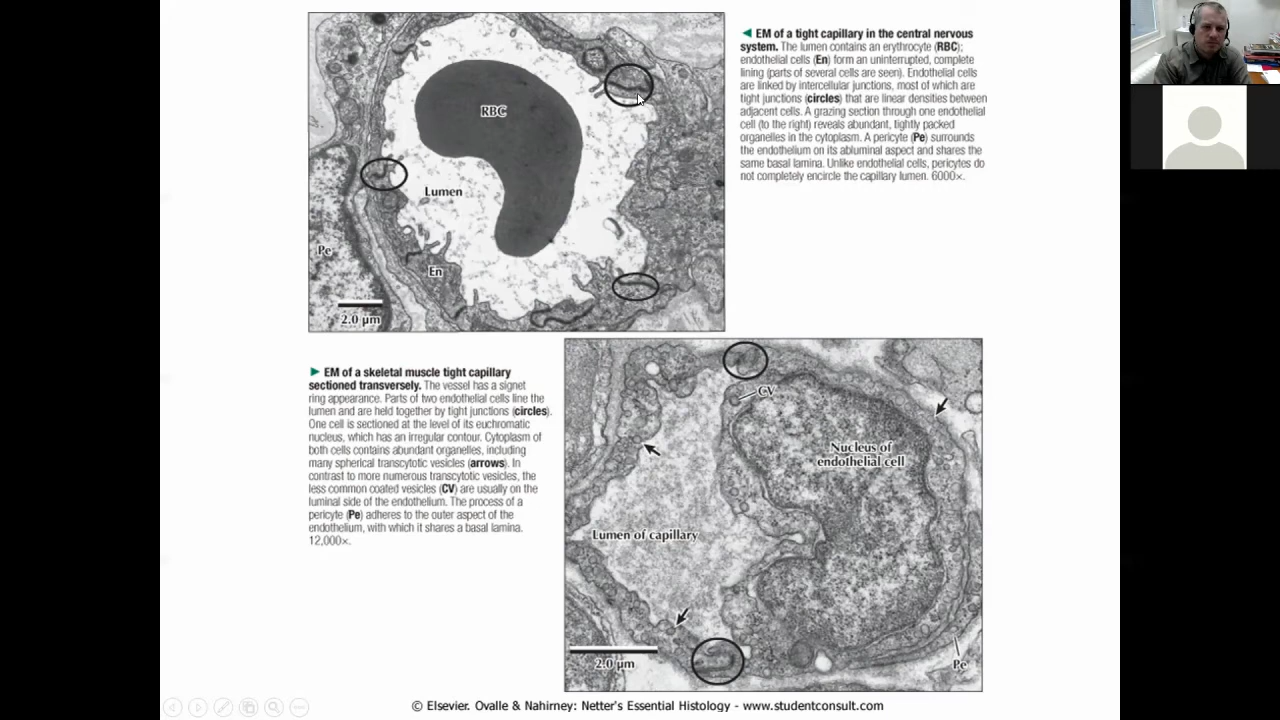 ◄ EM of a tight capillary in the central nervous
system. The lumen contains an erythrocyte (RBC);
endothelial cells (En) form an uninterrupted, complete
lining (parts of several cells are seen). Endothelial cells
are linked by intercellular junctions, most of which are
tight junctions (circles) that are linear densities between
adjacent cells. A grazing section through one endothelial
cell (to the right) reveals abundant, tightly packed
organelles in the cytoplasm. A pericyte (Pe) surrounds
the endothelium on its abluminal aspect and shares the
same basal lamina. Unlike endothelial cells, pericytes do
not completely encircle the capillary lumen. 6000×.
RBC
Lumen
Pe
En
2.0 µm
► EM of a skeletal muscle tight capillary
sectioned transversely. The vessel has a signet
ring appearance. Parts of two endothelial cells line the
lumen and are held together by tight junctions (circles).
One cell is sectioned at the level of its euchromatic
nucleus, which has an irregular contour. Cytoplasm of
both cells contains abundant organelles, including
many spherical transcytotic vesicles (arrows). In
contrast to more numerous transcytotic vesicles, the
less common coated vesicles (CV) are usually on the
luminal side of the endothelium. The process of a
pericyte (Pe) adheres to the outer aspect of the
endothelium, with which it shares a basal lamina.
12,000×.
CV
Nucleus of
endothelial cell
Lumen of capillary
2.0 µm
Pe
© Elsevier. Ovalle & Nahirney: Netter's Essential Histology - www.studentconsult.com